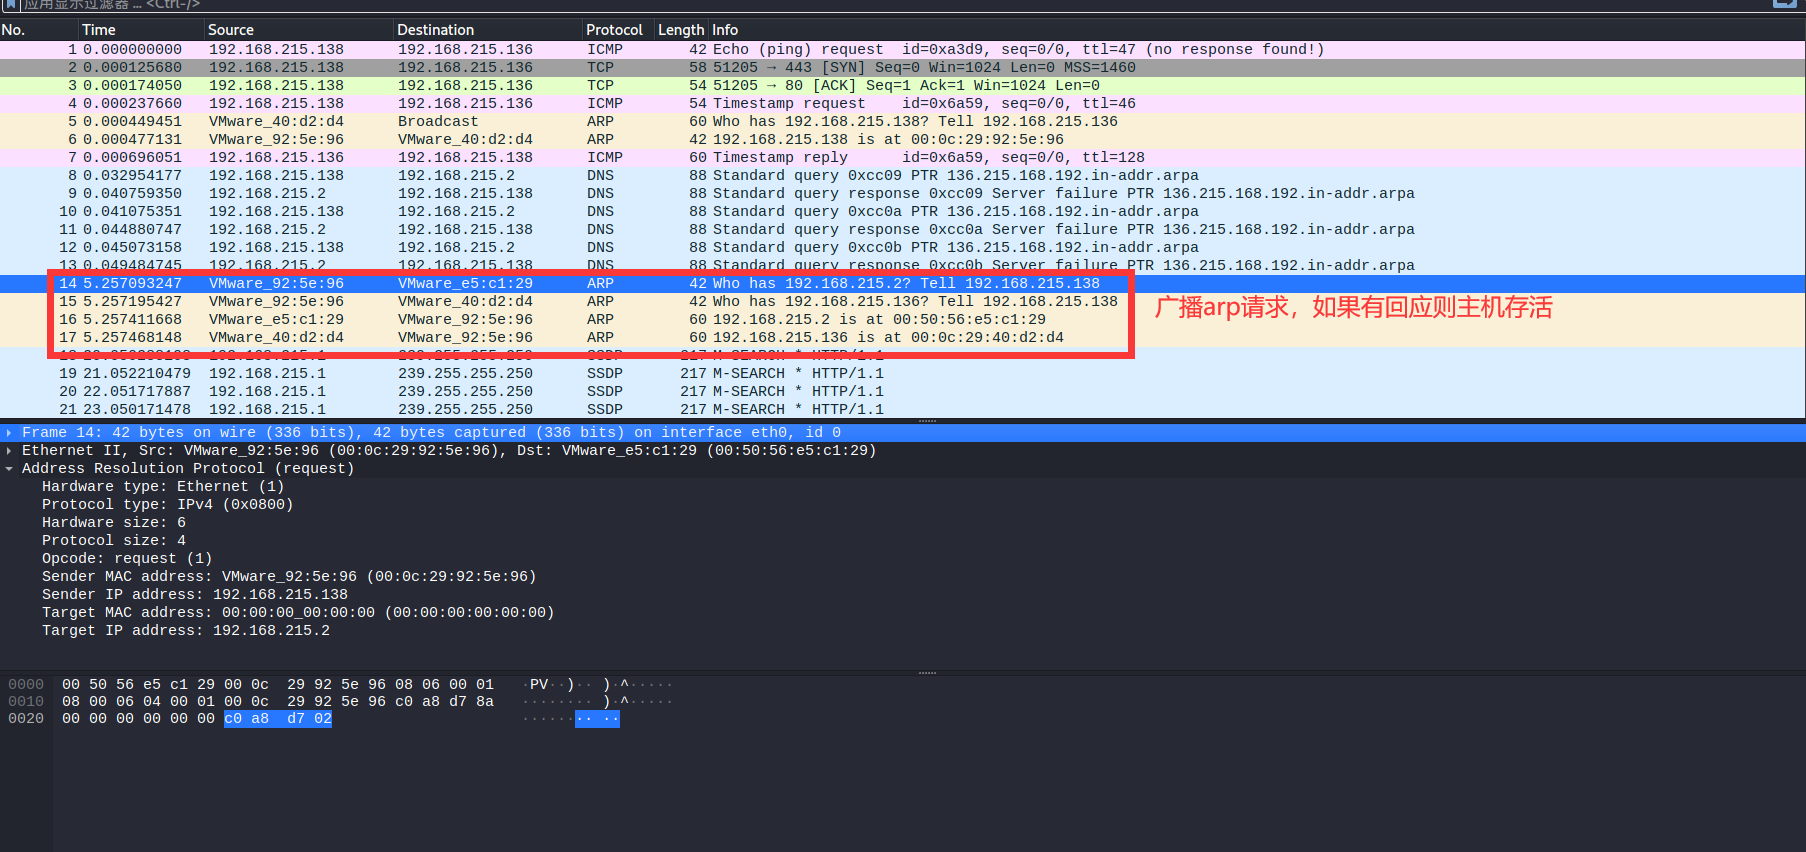 应用显示过滤器 … <Ctrl-/>
No. Time Source Destination Protocol Length Info
1 0.000000000 192.168.215.138 192.168.215.136 ICMP 42 Echo (ping) request id=0xa3d9, seq=0/0, ttl=47 (no response found!)
2 0.000125680 192.168.215.138 192.168.215.136 TCP 58 51205 → 443 [SYN] Seq=0 Win=1024 Len=0 MSS=1460
3 0.000174050 192.168.215.138 192.168.215.136 TCP 54 51205 → 80 [ACK] Seq=1 Ack=1 Win=1024 Len=0
4 0.000237660 192.168.215.138 192.168.215.136 ICMP 54 Timestamp request id=0x6a59, seq=0/0, ttl=46
5 0.000449451 VMware_40:d2:d4 Broadcast ARP 60 Who has 192.168.215.138? Tell 192.168.215.136
6 0.000477131 VMware_92:5e:96 VMware_40:d2:d4 ARP 42 192.168.215.138 is at 00:0c:29:92:5e:96
7 0.000696051 192.168.215.136 192.168.215.138 ICMP 60 Timestamp reply id=0x6a59, seq=0/0, ttl=128
8 0.032954177 192.168.215.138 192.168.215.2 DNS 88 Standard query 0xcc09 PTR 136.215.168.192.in-addr.arpa
9 0.040759350 192.168.215.2 192.168.215.138 DNS 88 Standard query response 0xcc09 Server failure PTR 136.215.168.192.in-addr.arpa
10 0.041075351 192.168.215.138 192.168.215.2 DNS 88 Standard query 0xcc0a PTR 136.215.168.192.in-addr.arpa
11 0.044880747 192.168.215.2 192.168.215.138 DNS 88 Standard query response 0xcc0a Server failure PTR 136.215.168.192.in-addr.arpa
12 0.045073158 192.168.215.138 192.168.215.2 DNS 88 Standard query 0xcc0b PTR 136.215.168.192.in-addr.arpa
13 0.049484745 192.168.215.2 192.168.215.138 DNS 88 Standard query response 0xcc0b Server failure PTR 136.215.168.192.in-addr.arpa
14 5.257093247 VMware_92:5e:96 VMware_e5:c1:29 ARP 42 Who has 192.168.215.2? Tell 192.168.215.138
15 5.257195427 VMware_92:5e:96 VMware_40:d2:d4 ARP 42 Who has 192.168.215.136? Tell 192.168.215.138
广播arp请求，如果有回应则主机存活
16 5.257411668 VMware_e5:c1:29 VMware_92:5e:96 ARP 60 192.168.215.2 is at 00:50:56:e5:c1:29
17 5.257468148 VMware_40:d2:d4 VMware_92:5e:96 ARP 60 192.168.215.136 is at 00:0c:29:40:d2:d4
192.168.215.1 239.255.255.250 SSDP 217 M-SEARCH * HTTP/1.1
19 21.052210479 192.168.215.1 239.255.255.250 SSDP 217 M-SEARCH * HTTP/1.1
20 22.051717887 192.168.215.1 239.255.255.250 SSDP 217 M-SEARCH * HTTP/1.1
21 23.050171478 192.168.215.1 239.255.255.250 SSDP 217 M-SEARCH * HTTP/1.1
Frame 14: 42 bytes on wire (336 bits), 42 bytes captured (336 bits) on interface eth0, id 0
Ethernet II, Src: VMware_92:5e:96 (00:0c:29:92:5e:96), Dst: VMware_e5:c1:29 (00:50:56:e5:c1:29)
Address Resolution Protocol (request)
Hardware type: Ethernet (1)
Protocol type: IPv4 (0x0800)
Hardware size: 6
Protocol size: 4
Opcode: request (1)
Sender MAC address: VMware_92:5e:96 (00:0c:29:92:5e:96)
Sender IP address: 192.168.215.138
Target MAC address: 00:00:00_00:00:00 (00:00:00:00:00:00)
Target IP address: 192.168.215.2
0000 00 50 56 e5 c1 29 00 0c 29 92 5e 96 08 06 00 01 ·PV··)·· )·^·····
0010 08 00 06 04 00 01 00 0c 29 92 5e 96 c0 a8 d7 8a ········ )·^·····
0020 00 00 00 00 00 00 c0 a8 d7 02 ········ ··